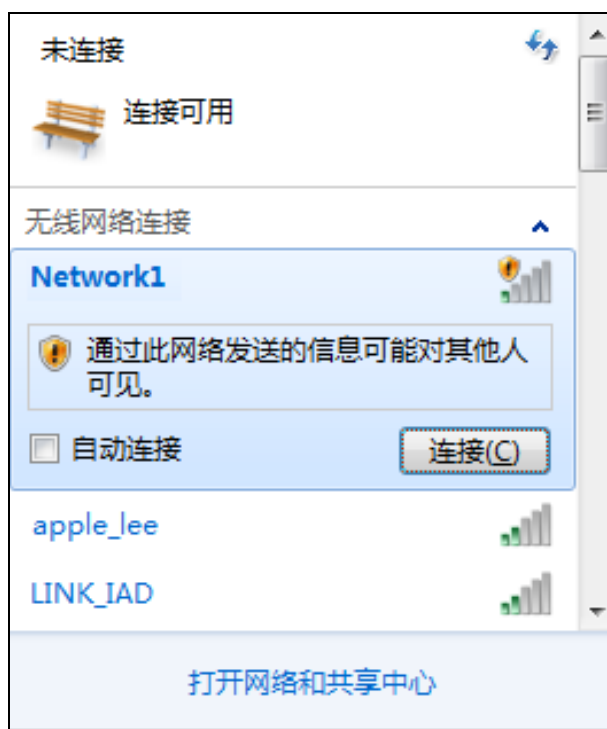 未连接
连接可用
无线网络连接
Network1
通过此网络发送的信息可能对其他人
可见。
自动连接
连接(C)
apple_lee
LINK_IAD
打开网络和共享中心